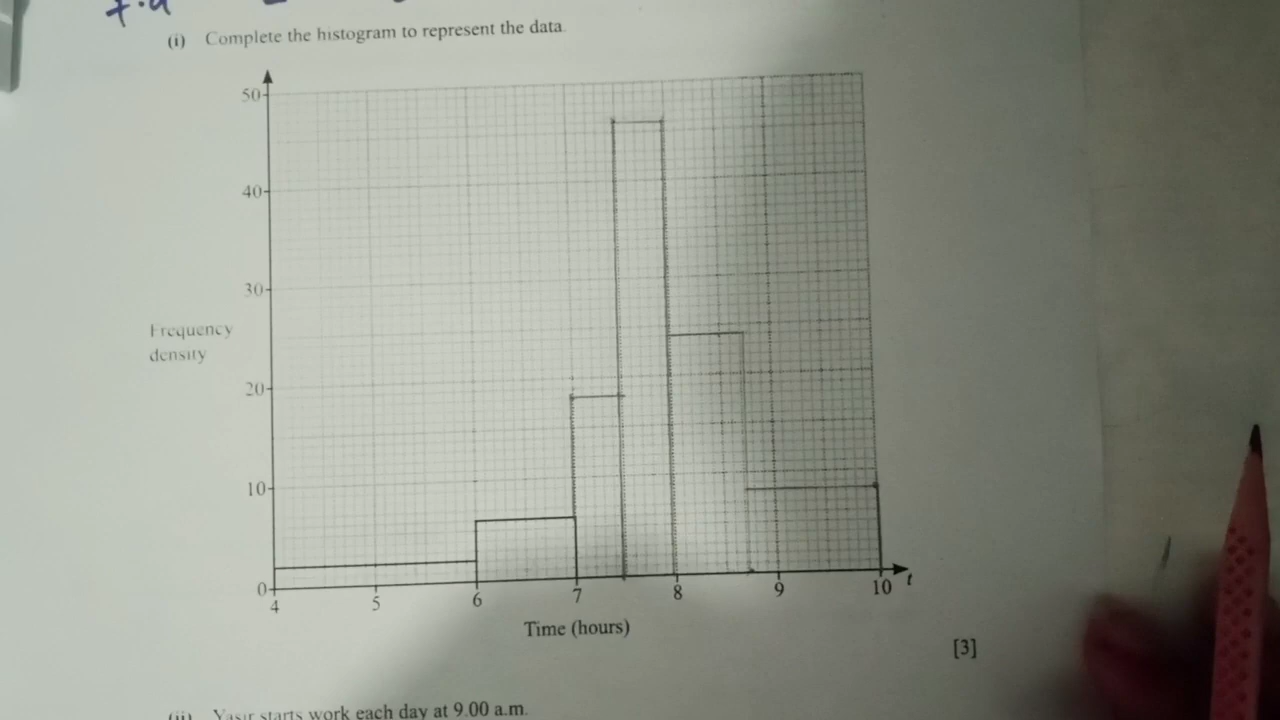 (i) Complete the histogram to represent the data.
50
40
30
Frequency
density
20
10
0
4 5 6 7 8 9 10 t
Time (hours)
[3]
(ii) Yasir starts work each day at 9.00 a.m.